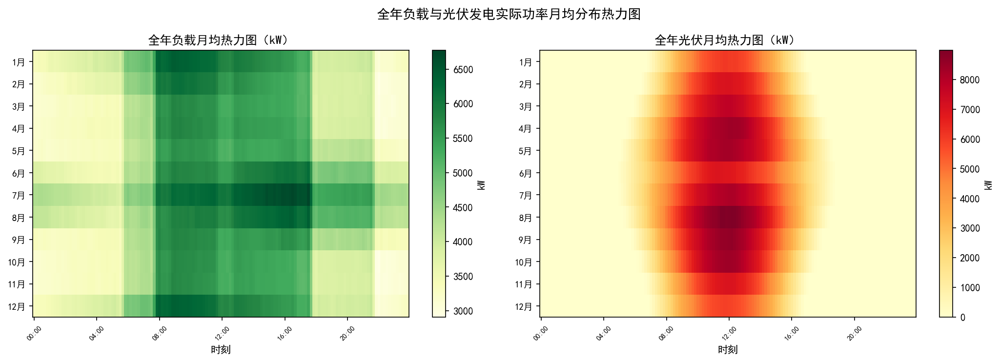 全年负载与光伏发电实际功率月均分布热力图
全年负载月均热力图（kW）
1月
2月
3月
4月
5月
6月
7月
8月
9月
10月
11月
12月
00:00
04:00
08:00
12:00
16:00
20:00
时刻
6500
6000
5500
5000
4500
4000
3500
3000
kW
全年光伏月均热力图（kW）
1月
2月
3月
4月
5月
6月
7月
8月
9月
10月
11月
12月
00:00
04:00
08:00
12:00
16:00
20:00
时刻
8000
7000
6000
5000
4000
3000
2000
1000
0
kW